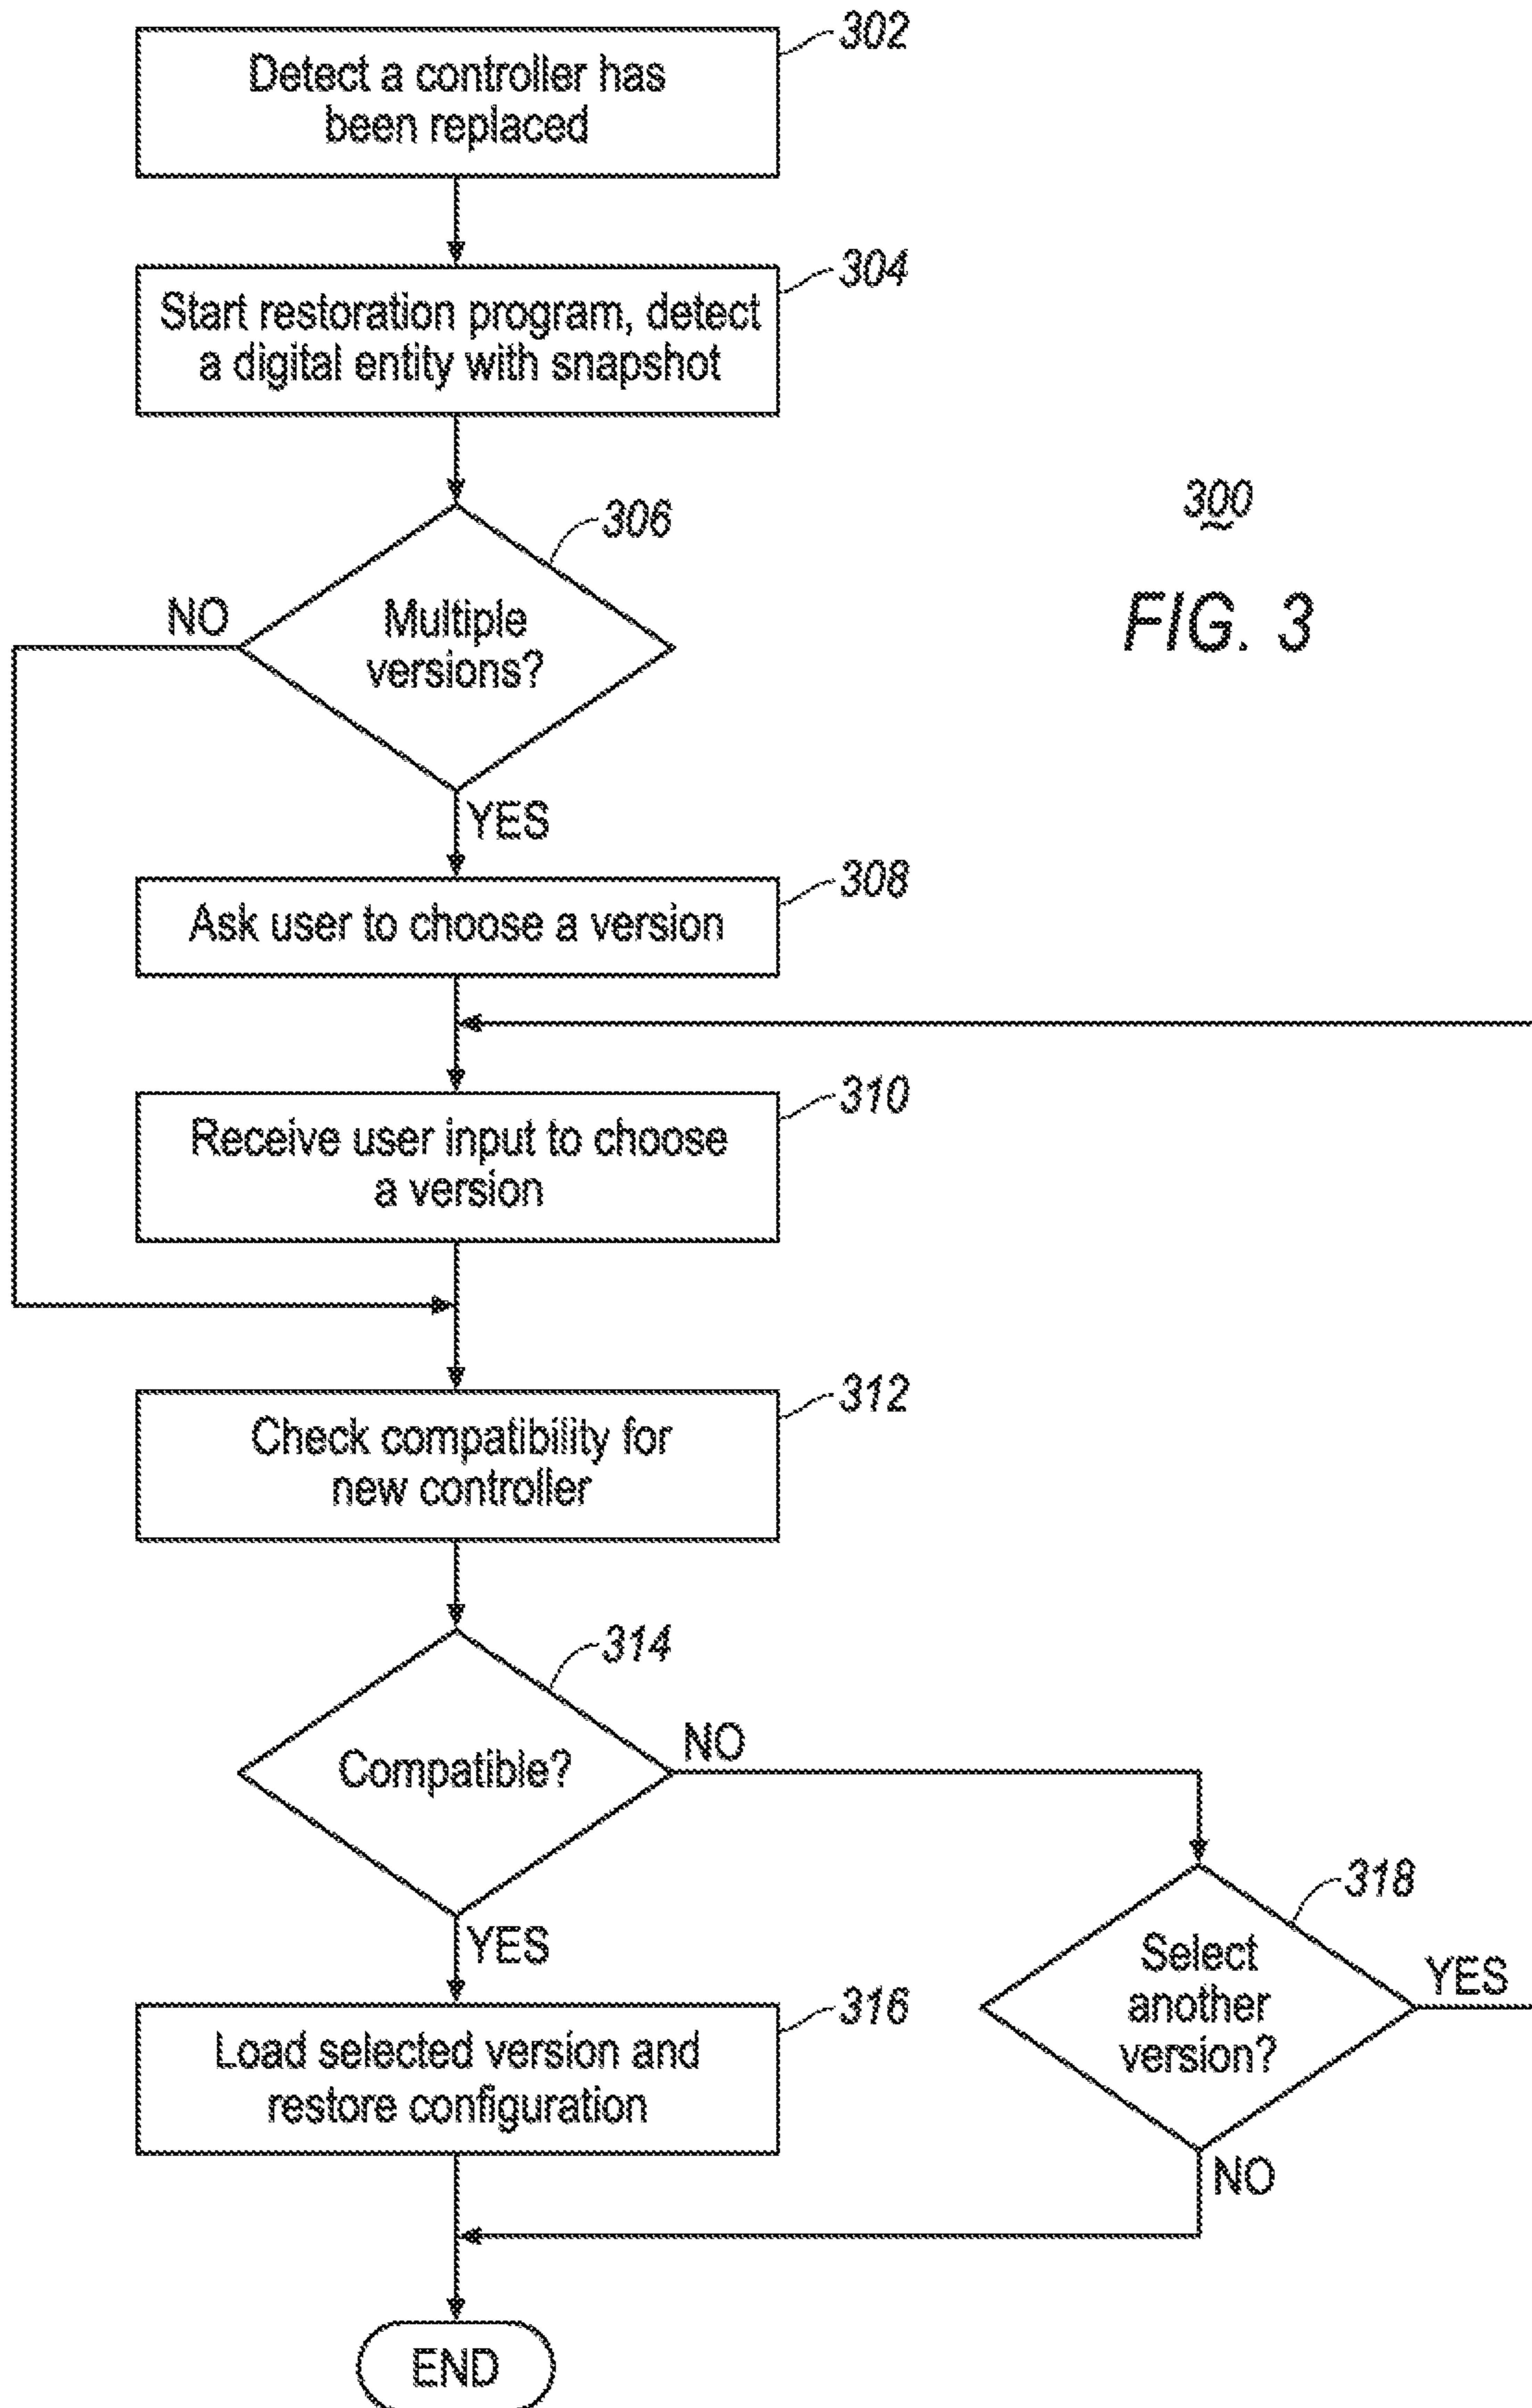 302
Detect a controller has
been replaced
304
Start restoration program, detect
a digital entity with snapshot
306
300
FIG. 3
NO
Multiple
versions?
YES
308
Ask user to choose a version
310
Receive user input to choose
a version
312
Check compatibility for
new controller
314
NO
Compatible?
318
YES
Select
another
version?
YES
316
Load selected version and
restore configuration
NO
END